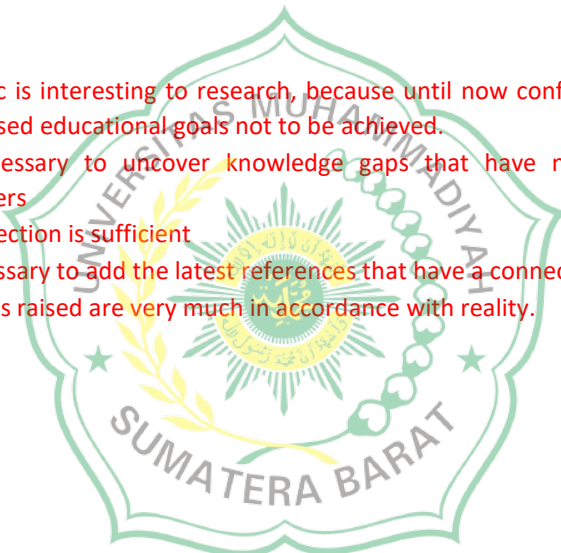 c is interesting to research, because until now conf
sed educational goals not to be achieved.
essary to uncover knowledge gaps that have n
ers
ection is sufficient
ssary to add the latest references that have a connec
s raised are very much in accordance with reality.
UNIVERSITAS MUHAMMADIYAH
SUMATERA BARAT